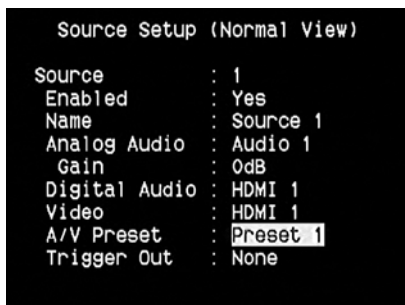 Source Setup (Normal View)
Source : 1
Enabled : Yes
Name : Source 1
Analog Audio : Audio 1
Gain : 0dB
Digital Audio : HDMI 1
Video : HDMI 1
A/V Preset : Preset 1
Trigger Out : None